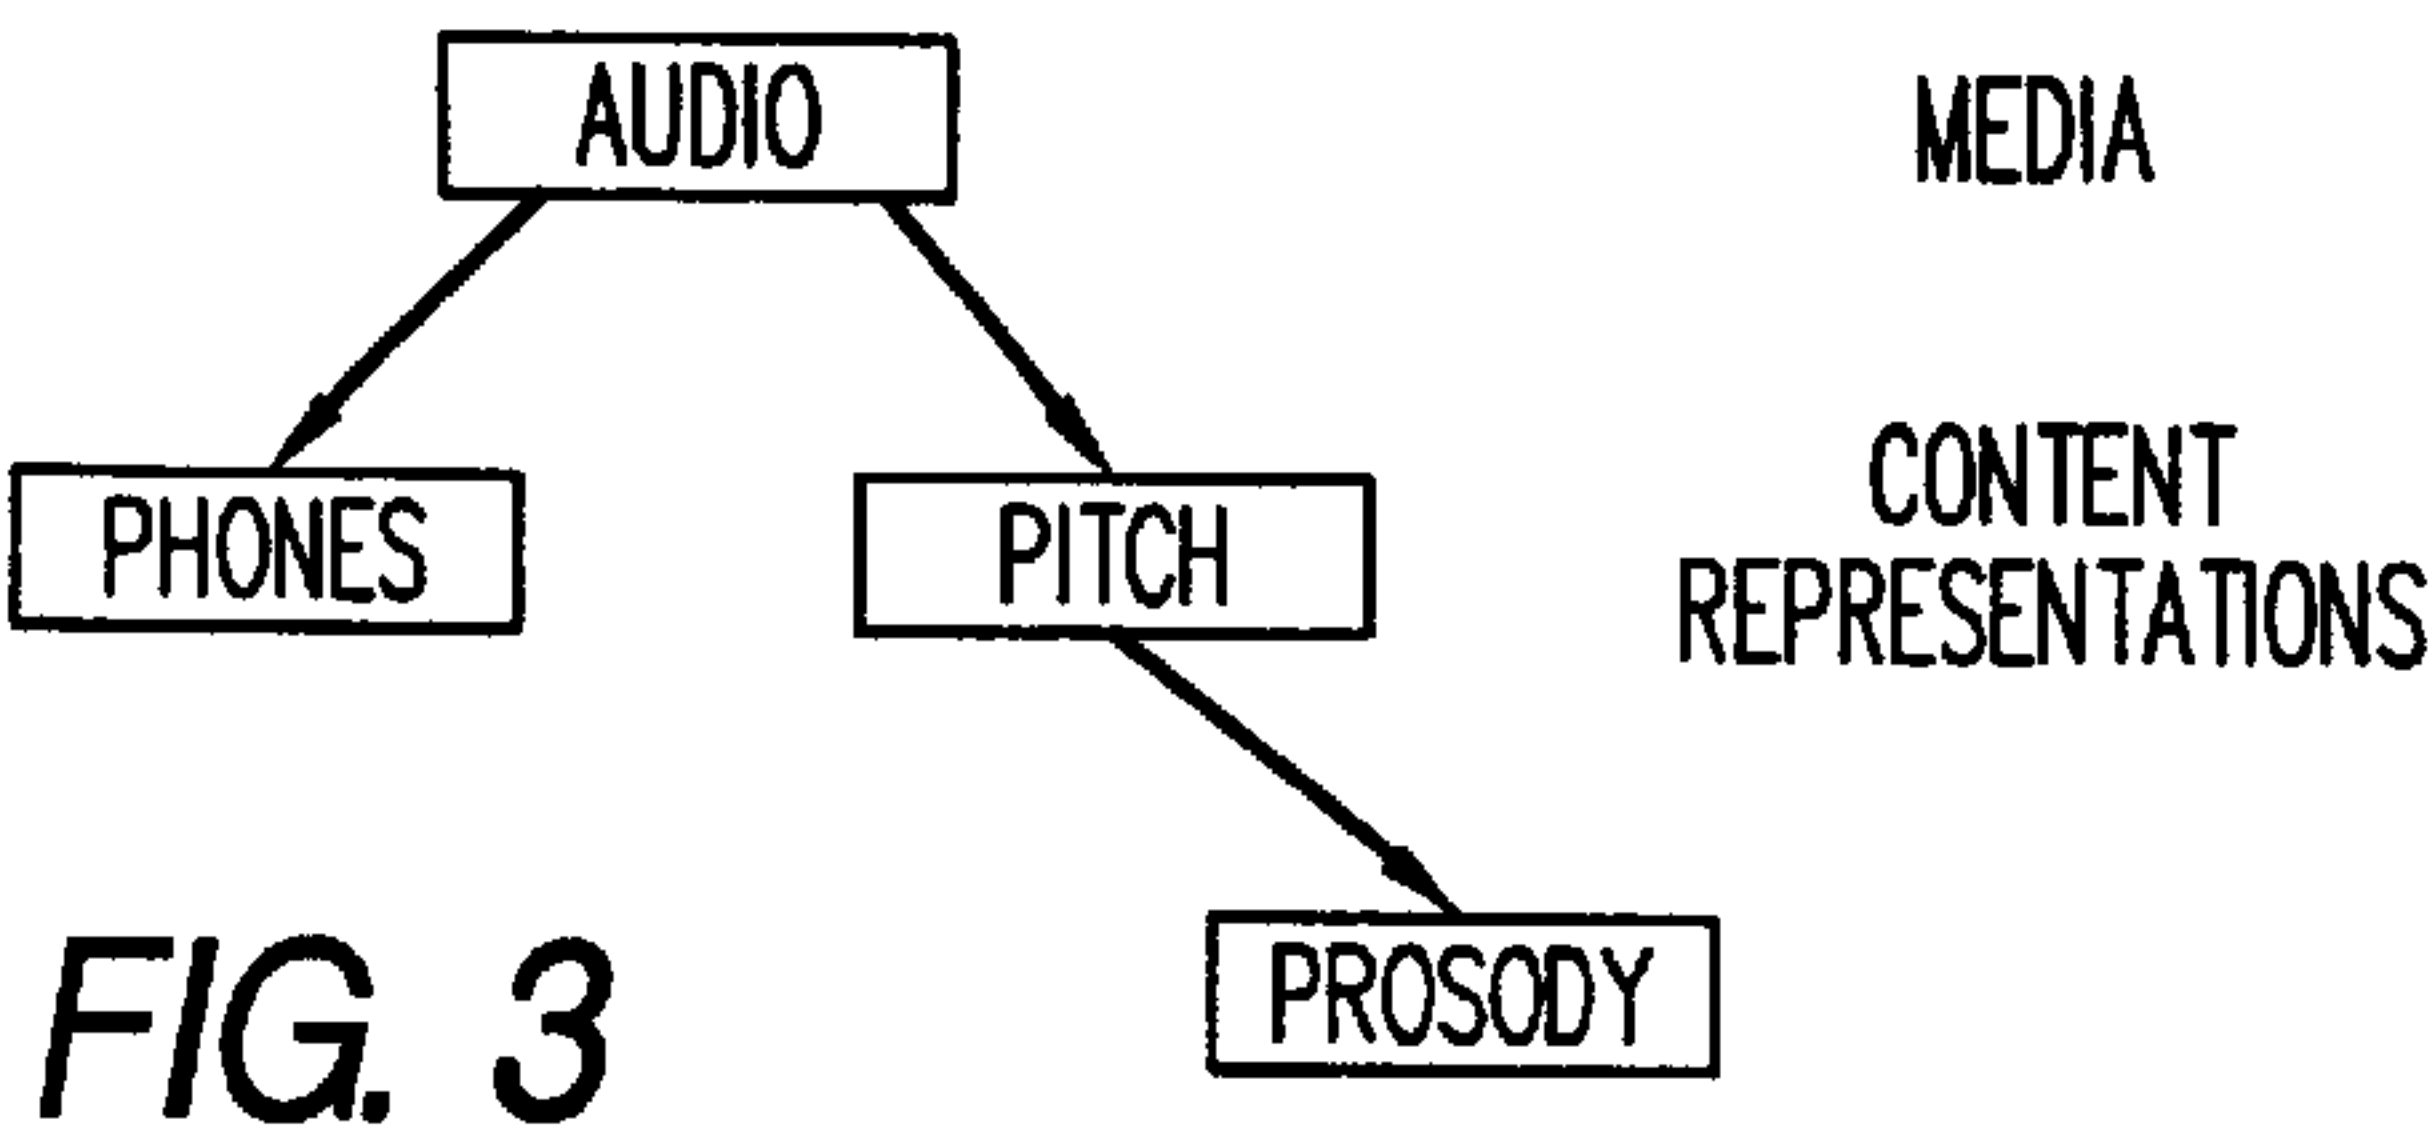 AUDIO
MEDIA
PHONES
PITCH
CONTENT
REPRESENTATIONS
PROSODY
FIG. 3